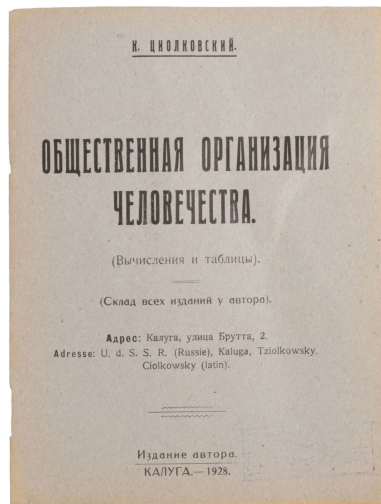 К. ЦИОЛКОВСКИЙ.
ОБЩЕСТВЕННАЯ ОРГАНИЗАЦИЯ
ЧЕЛОВЕЧЕСТВА.
(Вычисления и таблицы).
(Склад всех изданий у автора).
Адрес: Калуга, улица Брутта, 2.
Adresse: U. d. S. S. R. (Russie), Kaluga, Tziolkowsky.
Ciolkowsky (latin).
Издание автора.
КАЛУГА.—1928.